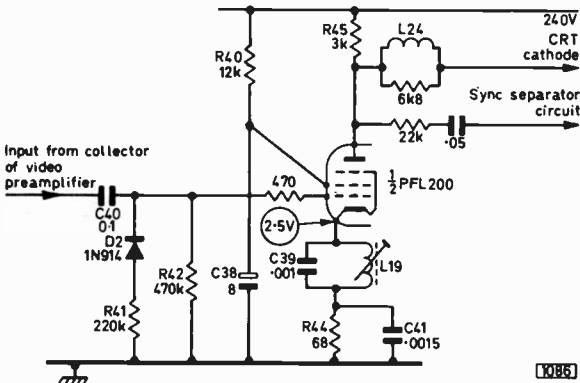 240V
R45
3k
L24
CRT
cathode
R40
12k
6k8
Sync separator
circuit
22k
.05
Input from collector
of video
preamplifier
470
½PFL200
C40
0.1
2.5V
D2
1N914
C39
.001
L19
R42
470k
C38
8
R41
220k
R44
68
C41
.0015
1086